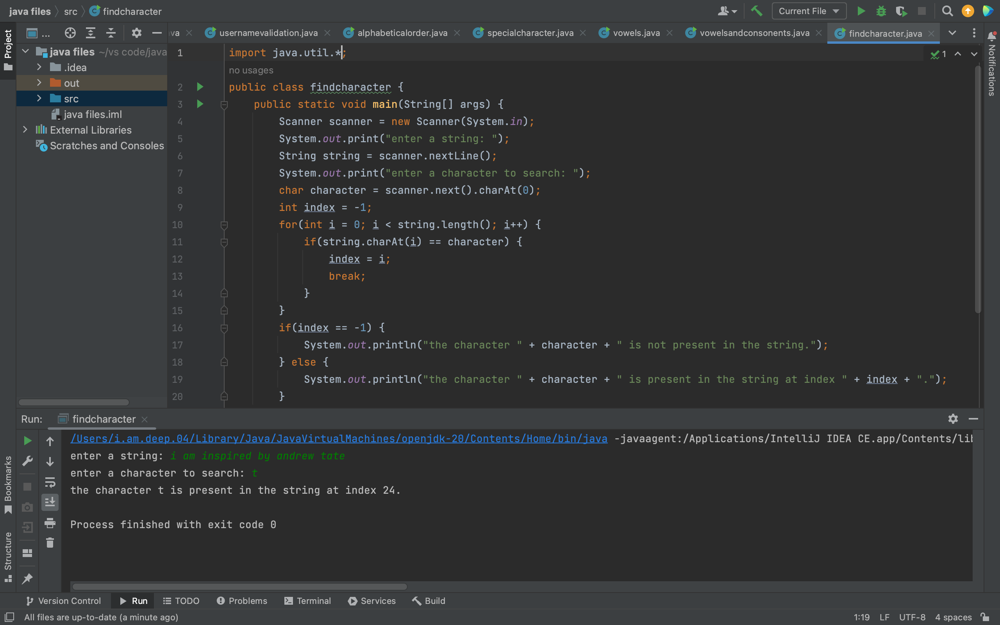 java files src findcharacter Current File
Project ... va usernamevalidation.java alphabeticalorder.java specialcharacter.java vowels.java vowelsandconsonents.java findcharacter.java
java files ~/vs code/java
.idea
out
src
java files.iml
External Libraries
Scratches and Consoles
1 import java.util.*; 1
no usages
2 public class findcharacter {
3 public static void main(String[] args) {
4 Scanner scanner = new Scanner(System.in);
5 System.out.print("enter a string: ");
6 String string = scanner.nextLine();
7 System.out.print("enter a character to search: ");
8 char character = scanner.next().charAt(0);
9 int index = -1;
10 for(int i = 0; i < string.length(); i++) {
11 if(string.charAt(i) == character) {
12 index = i;
13 break;
14 }
15 }
16 if(index == -1) {
17 System.out.println("the character " + character + " is not present in the string.");
18 } else {
19 System.out.println("the character " + character + " is present in the string at index " + index + ".");
20 }
Notifications
Run: findcharacter
/Users/i.am.deep.04/Library/Java/JavaVirtualMachines/openjdk-20/Contents/Home/bin/java -javaagent:/Applications/IntelliJ IDEA CE.app/Contents/lib
enter a string: i am inspired by andrew tate
enter a character to search: t
the character t is present in the string at index 24.
Process finished with exit code 0
Bookmarks
Structure
Version Control Run TODO Problems Terminal Services Build
All files are up-to-date (a minute ago) 1:19 LF UTF-8 4 spaces